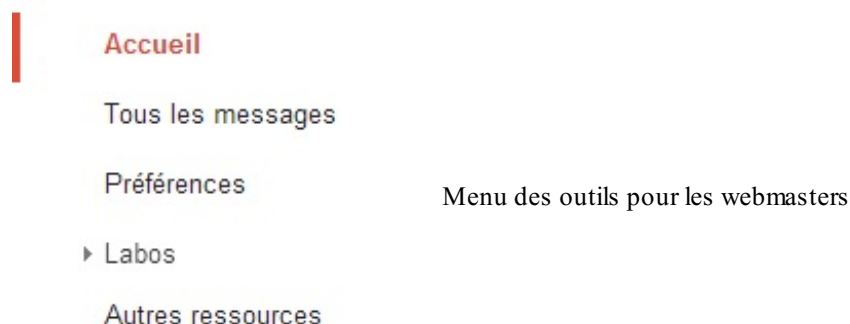 Accueil
Tous les messages
Préférences
Menu des outils pour les webmasters
Labos
Autres ressources